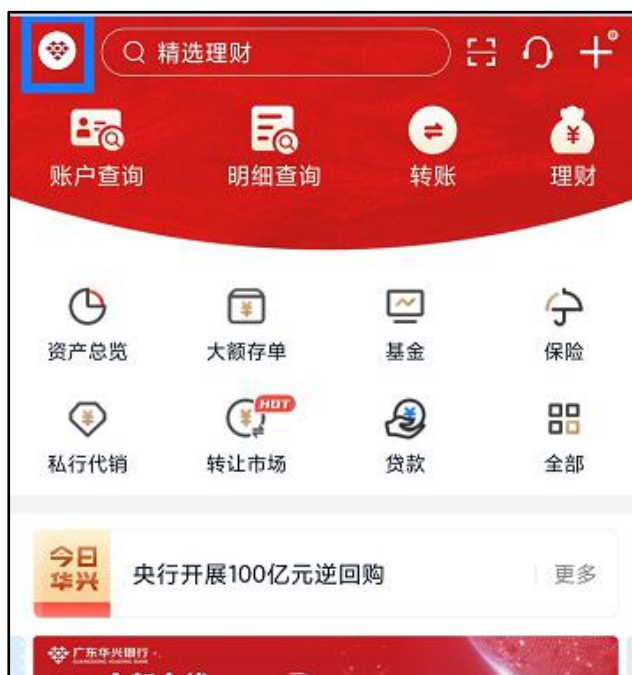 精选理财
账户查询 明细查询 转账 理财
资产总览 大额存单 基金 保险
HOT
私行代销 转让市场 贷款 全部
今日
华兴
央行开展100亿元逆回购 更多
广东华兴银行